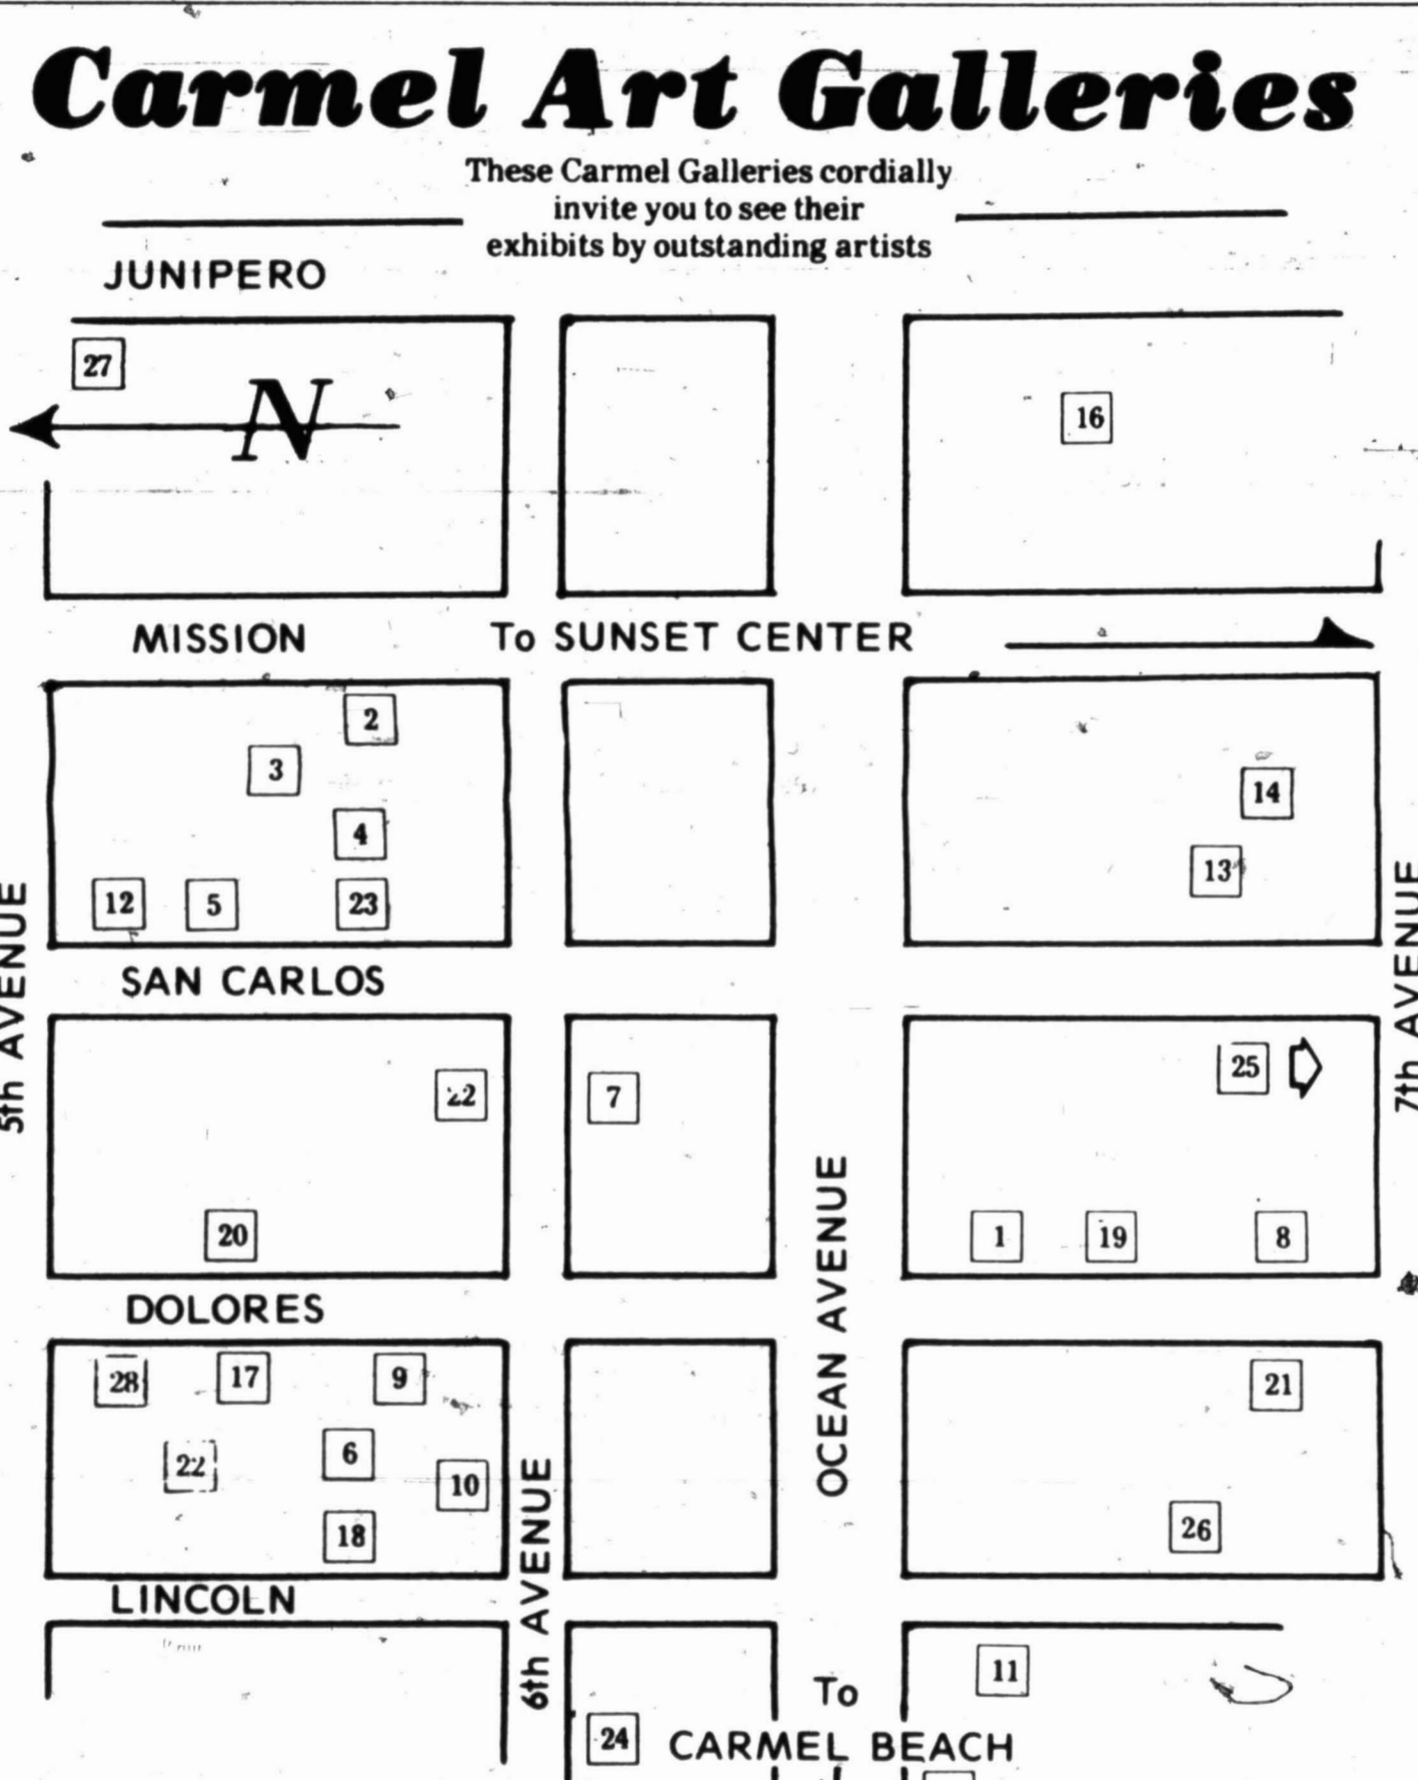 Carmel Art Galleries
These Carmel Galleries cordially
invite you to see their
exhibits by outstanding artists
JUNIPERO
27
N
16
MISSION
To SUNSET CENTER
2
3
4
14
13
12
5
23
5th AVENUE
7th AVENUE
SAN CARLOS
22
7
25
20
1
19
8
DOLORES
OCEAN AVENUE
28
17
9
21
22
6
10
18
26
LINCOLN
6th AVENUE
11
To
24
CARMEL BEACH